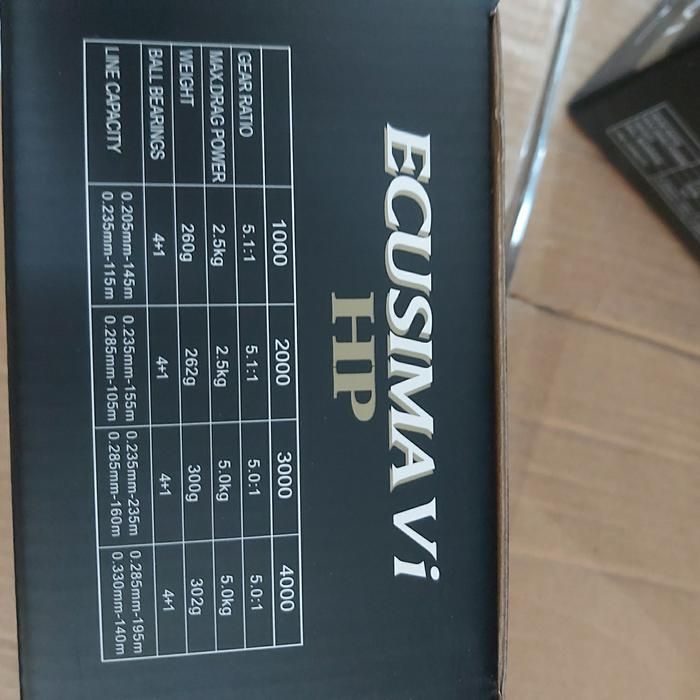 ECUSIMA Vi
HP
1000 2000 3000 4000
GEAR RATIO 5.1:1 5.1:1 5.0:1 5.0:1
MAX.DRAG POWER 2.5kg 2.5kg 5.0kg 5.0kg
WEIGHT 260g 262g 300g 302g
BALL BEARINGS 4+1 4+1 4+1 4+1
LINE CAPACITY 0.205mm-145m 0.235mm-155m 0.235mm-235m 0.285mm-195m
0.235mm-115m 0.285mm-105m 0.285mm-160m 0.330mm-140m